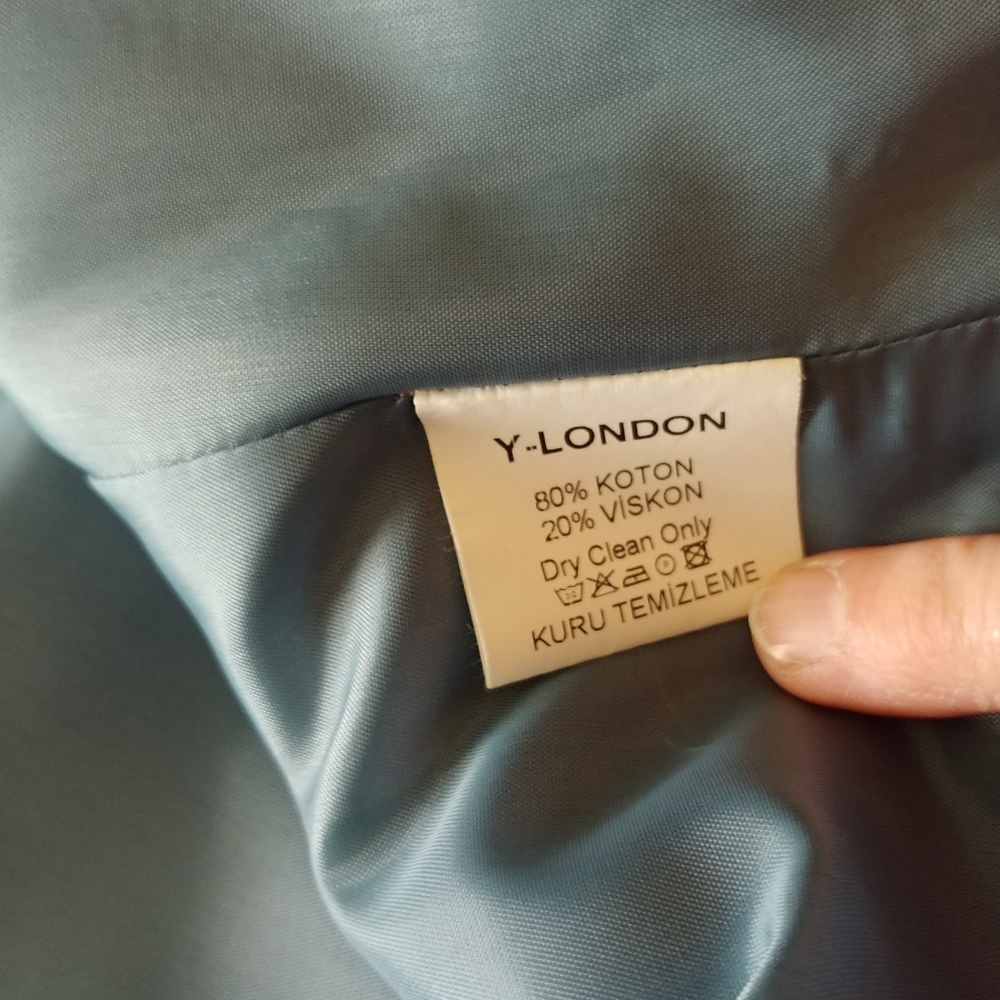 Y-LONDON
80% KOTON
20% VİSKON
Dry Clean Only
KURU TEMİZLEME